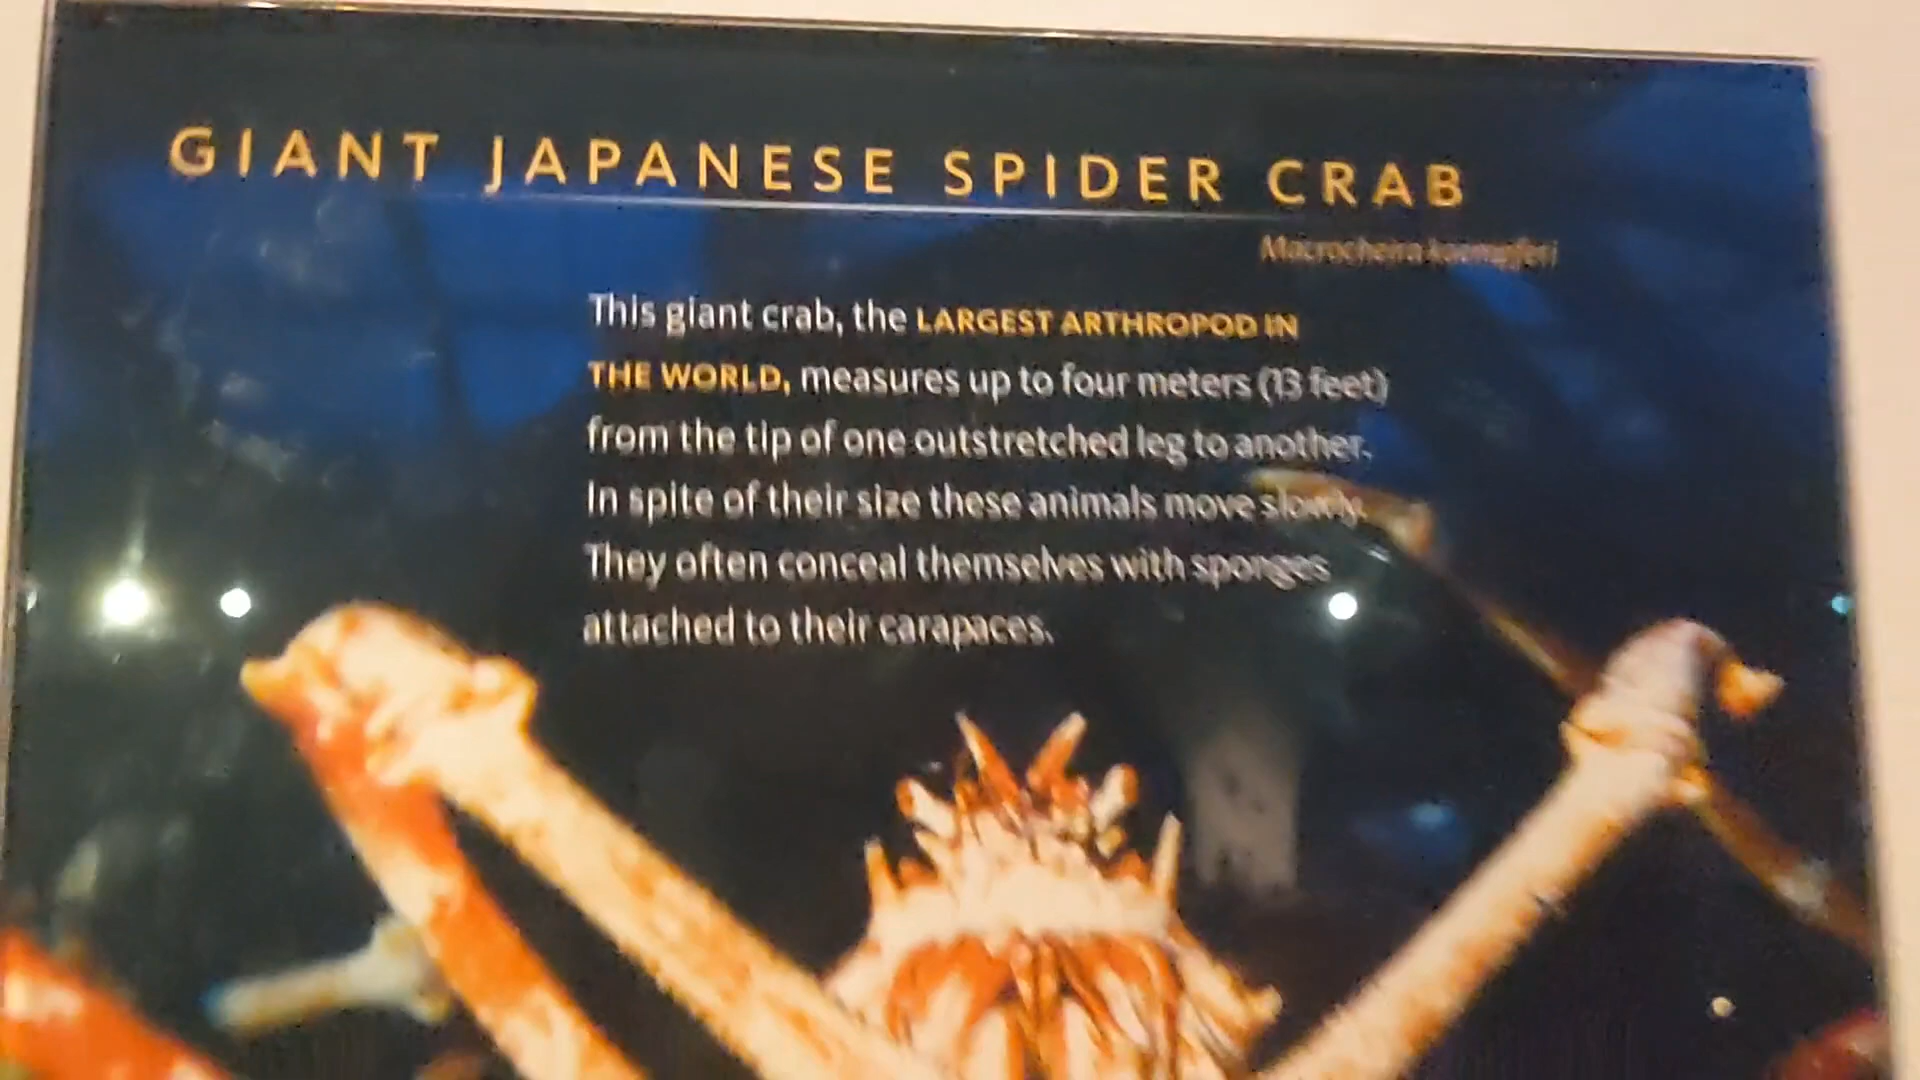 GIANT JAPANESE SPIDER CRAB
Macrocheira kaempferi
This giant crab, the LARGEST ARTHROPOD IN
THE WORLD, measures up to four meters (13 feet)
from the tip of one outstretched leg to another.
In spite of their size these animals move slowly.
They often conceal themselves with sponges
attached to their carapaces.